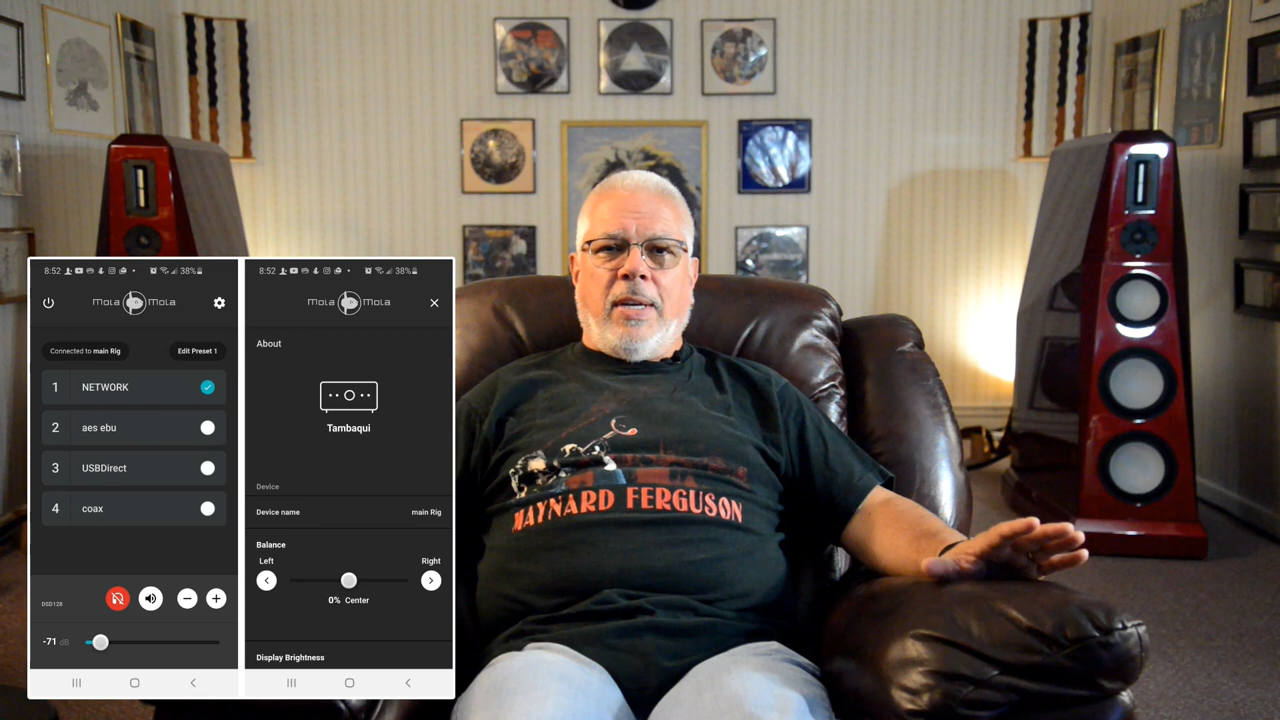 8:52 38%
mola mola
Connected to main Rig Edit Preset 1
1 NETWORK
2 aes ebu
3 USBDirect
4 coax
DSD128
-71 dB
8:52 38%
mola mola
About
Tambaqui
Device
Device name main Rig
Balance
Left Right
0% Center
Display Brightness
MAYNARD FERGUSON